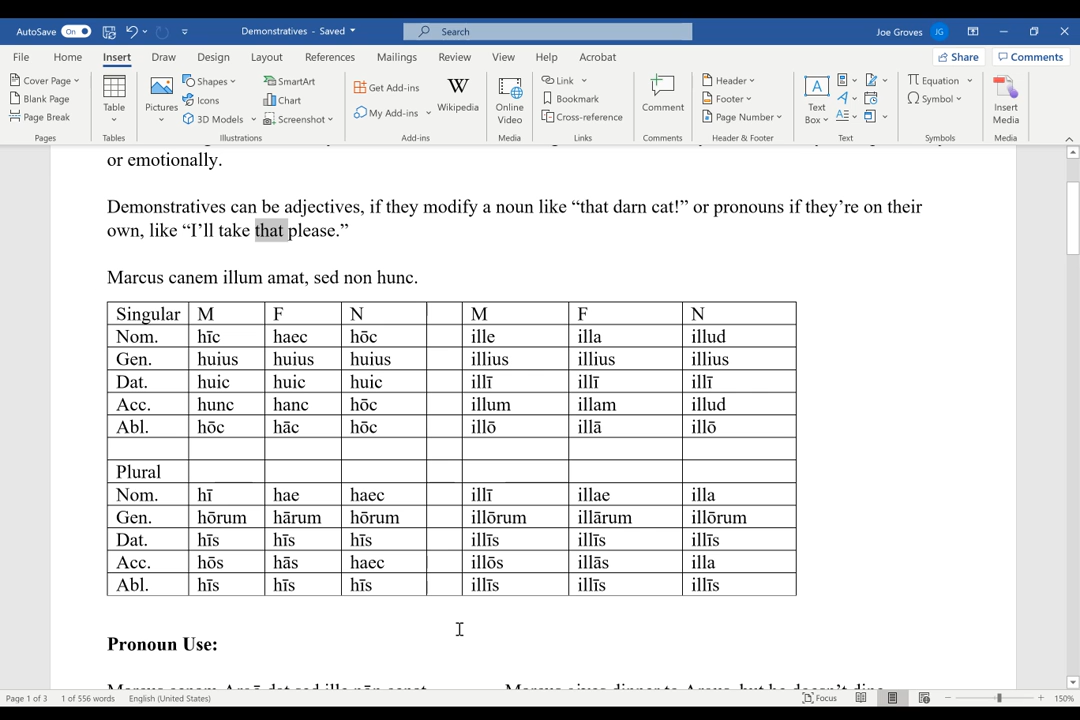 AutoSave On Demonstratives - Saved Search Joe Groves JG
File Home Insert Draw Design Layout References Mailings Review View Help Acrobat Share Comments
Cover Page
Blank Page
Page Break
Pages
Table
Tables
Pictures
Shapes
Icons
3D Models
SmartArt
Chart
Screenshot
Illustrations
Get Add-ins
My Add-ins
Wikipedia
Add-ins
Online
Video
Media
Link
Bookmark
Cross-reference
Links
Comment
Comments
Header
Footer
Page Number
Header & Footer
Text
Box
Text
Equation
Symbol
Symbols
Insert
Media
Media
or emotionally.
Demonstratives can be adjectives, if they modify a noun like “that darn cat!” or pronouns if they’re on their
own, like “I’ll take that please.”
Marcus canem illum amat, sed non hunc.
Singular M F N M F N
Nom. hīc haec hōc ille illa illud
Gen. huius huius huius illius illius illius
Dat. huic huic huic illī illī illī
Acc. hunc hanc hōc illum illam illud
Abl. hōc hāc hōc illō illā illō
Plural
Nom. hī hae haec illī illae illa
Gen. hōrum hārum hōrum illōrum illārum illōrum
Dat. hīs hīs hīs illīs illīs illīs
Acc. hōs hās haec illōs illās illa
Abl. hīs hīs hīs illīs illīs illīs
Pronoun Use:
Page 1 of 3 1 of 556 words English (United States) Focus 150%